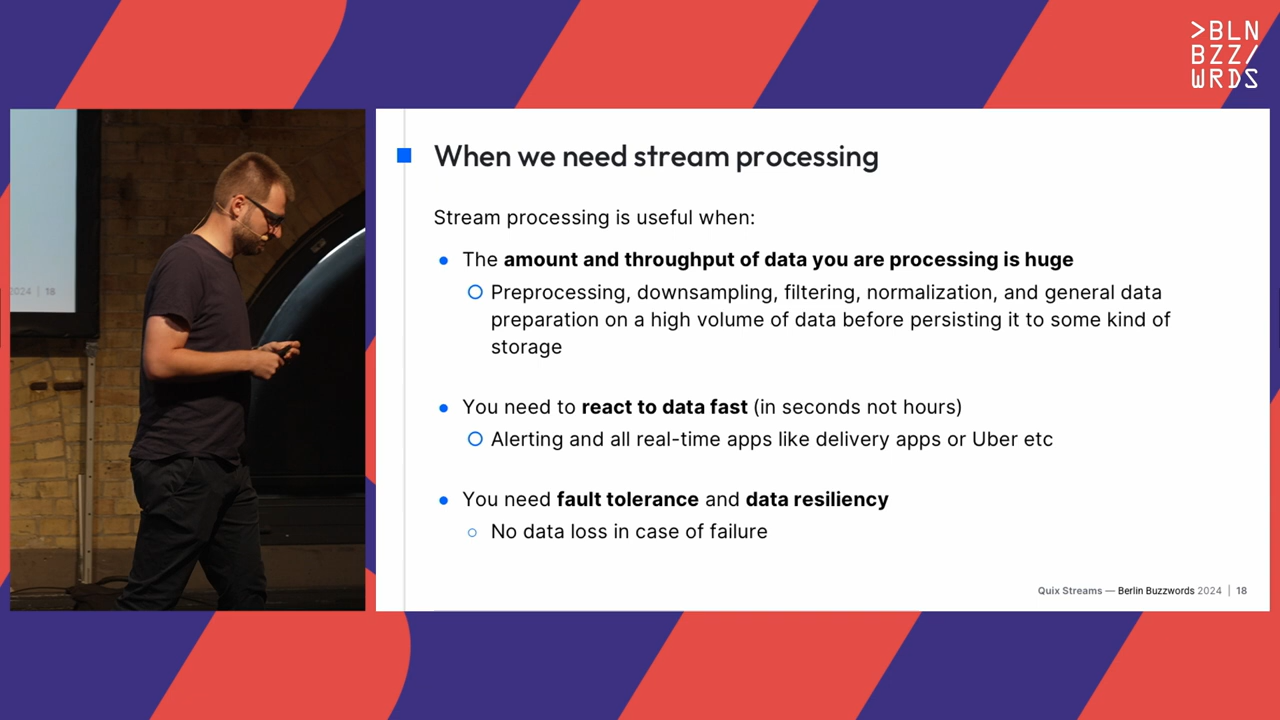 >BLN
BZZ/
WRDS
When we need stream processing
Stream processing is useful when:
The amount and throughput of data you are processing is huge
Preprocessing, downsampling, filtering, normalization, and general data
preparation on a high volume of data before persisting it to some kind of
storage
You need to react to data fast (in seconds not hours)
Alerting and all real-time apps like delivery apps or Uber etc
You need fault tolerance and data resiliency
No data loss in case of failure
Quix Streams — Berlin Buzzwords 2024 | 18
2024 | 18